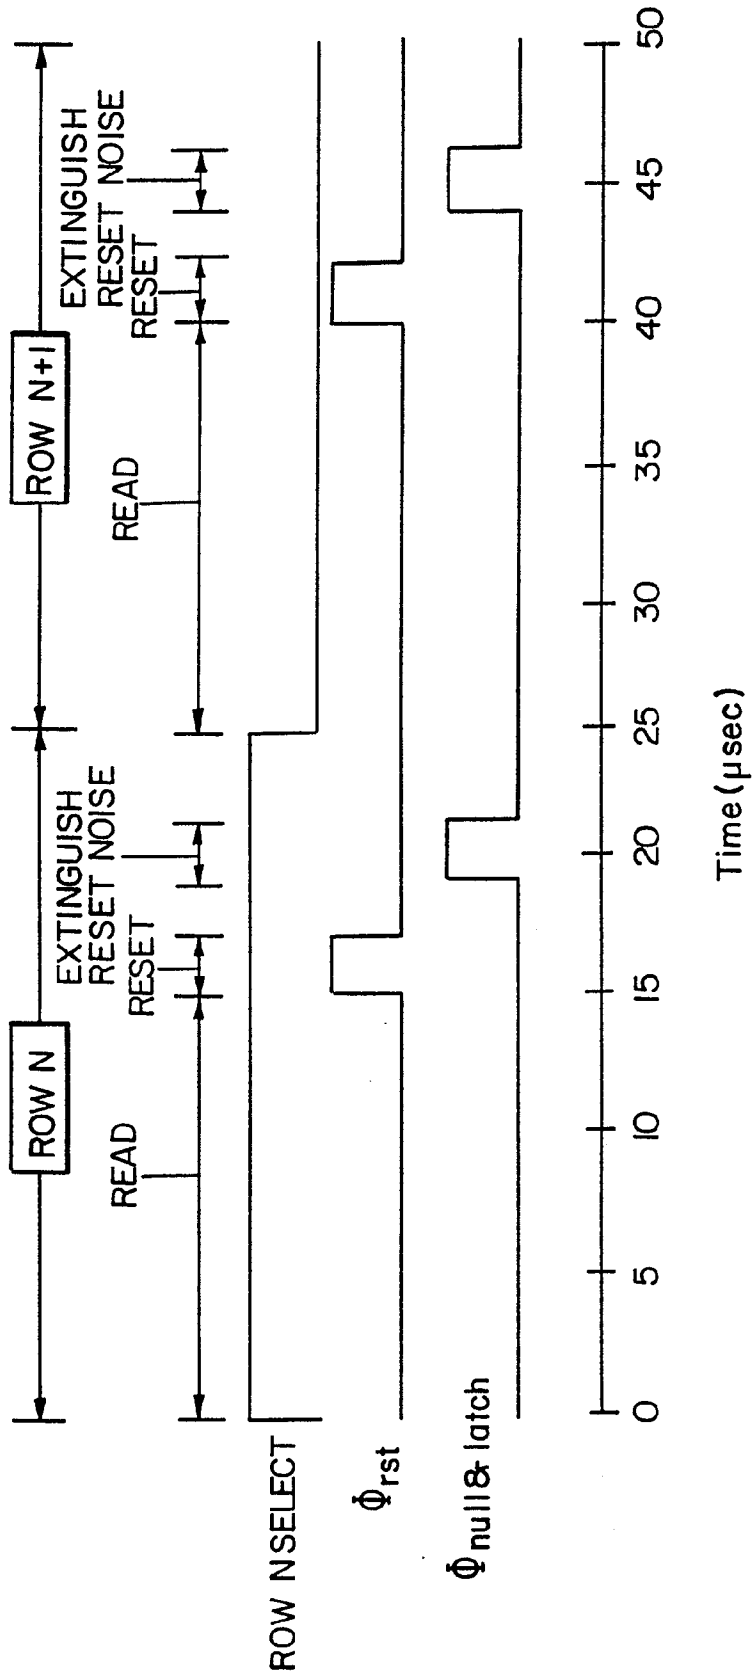 ROW N
ROW N+1
READ
RESET
EXTINGUISH
RESET NOISE
READ
RESET
EXTINGUISH
RESET NOISE
ROW N SELECT
Φrst
Φnull & latch
0 5 10 15 20 25 30 35 40 45 50
Time (μsec)